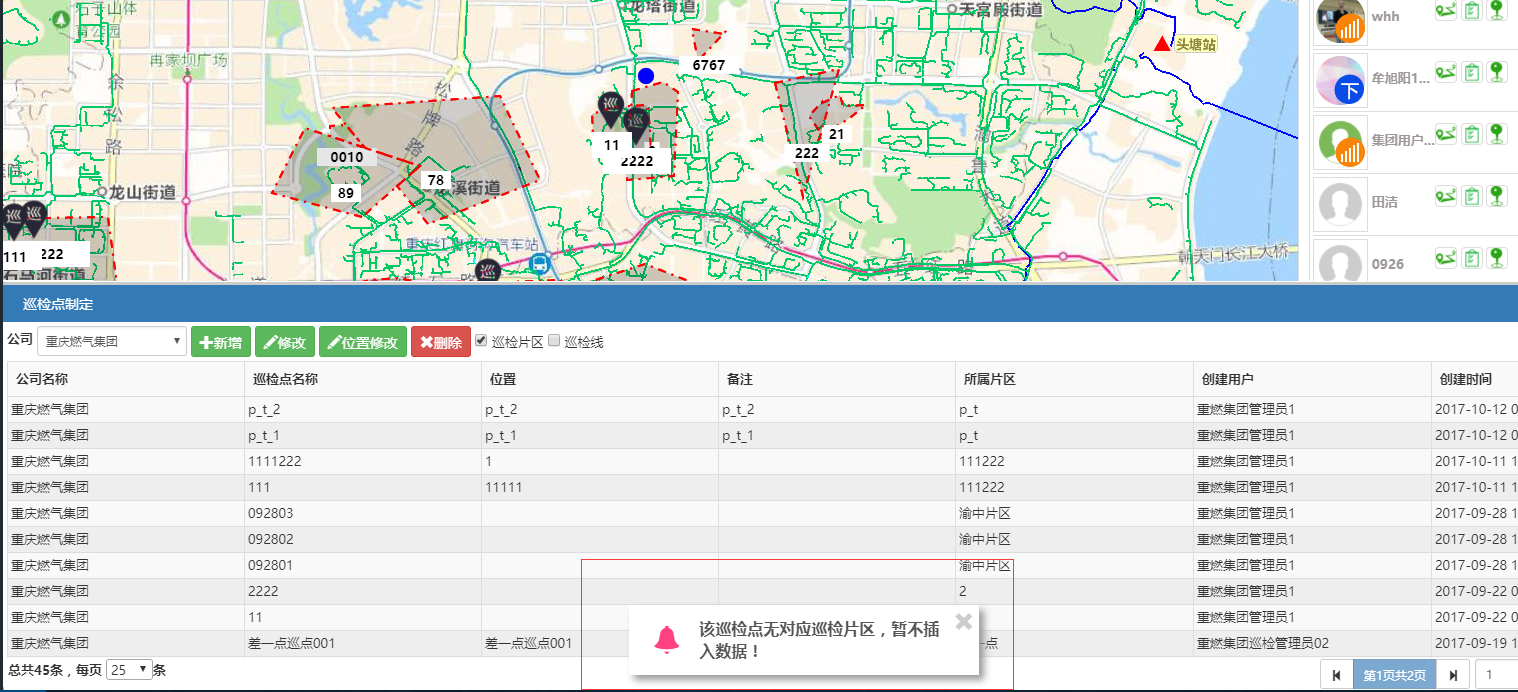 石子山体
育公园
冉家坝广场
余松路
松牌路
龙塔街道
天宫殿街道
头塘站
6767
11
2222
21
222
0010
89
78
龙山街道
222
111
石马河街道
朝天门长江大桥
whh
牟旭阳1...
下
集团用户...
田洁
0926
巡检点制定
公司 重庆燃气集团 新增 修改 位置修改 删除 巡检片区 巡检线
公司名称 巡检点名称 位置 备注 所属片区 创建用户 创建时间
重庆燃气集团 p_t_2 p_t_2 p_t_2 p_t 重燃集团管理员1 2017-10-12 0
重庆燃气集团 p_t_1 p_t_1 p_t_1 p_t 重燃集团管理员1 2017-10-12 0
重庆燃气集团 1111222 1 111222 重燃集团管理员1 2017-10-11 1
重庆燃气集团 111 11111 111222 重燃集团管理员1 2017-10-11 1
重庆燃气集团 092803 渝中片区 重燃集团管理员1 2017-09-28 1
重庆燃气集团 092802 渝中片区 重燃集团管理员1 2017-09-28 1
重庆燃气集团 092801 渝中片区 重燃集团管理员1 2017-09-28 1
重庆燃气集团 2222 2 重燃集团管理员1 2017-09-22 0
重庆燃气集团 11 重燃集团管理员1 2017-09-22 0
重庆燃气集团 差一点巡点001 差一点巡点001 一点 重庆燃集团巡检管理员02 2017-09-19 1
该巡检点无对应巡检片区，暂不插
入数据！
总共45条，每页 25 条
第1页共2页 1